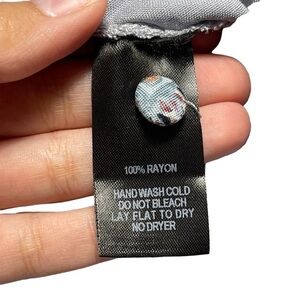 100% RAYON
HAND WASH COLD
DO NOT BLEACH
LAY FLAT TO DRY
NO DRYER